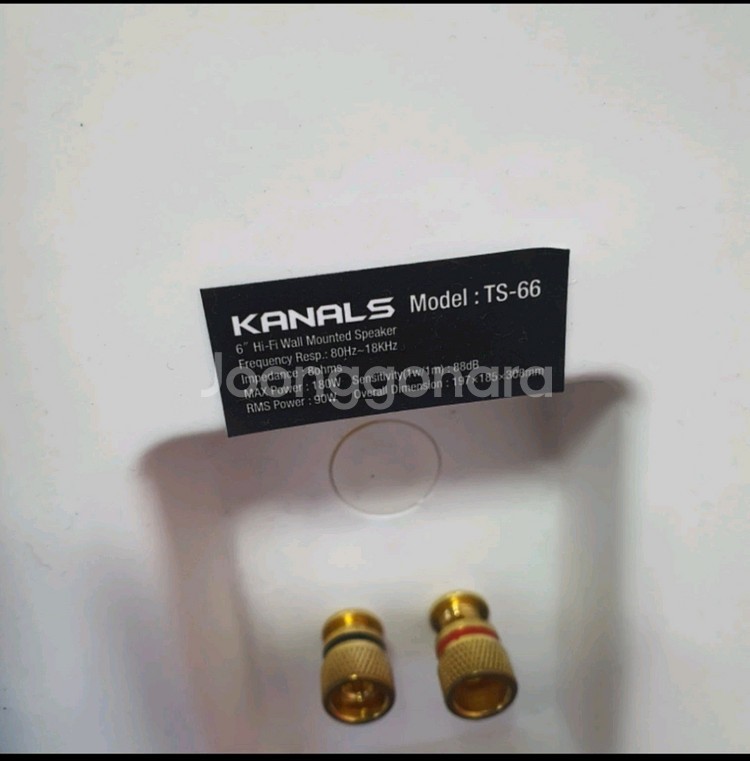 KANALS Model : TS-66
6" Hi-Fi Wall Mounted Speaker
Frequency Resp.: 80Hz~18KHz
Impedance : 8ohms
MAX Power : 180W Sensitivity(1w/1m) : 88dB
RMS Power : 90W Overall Dimension : 197×185×308mm
Joonggonara